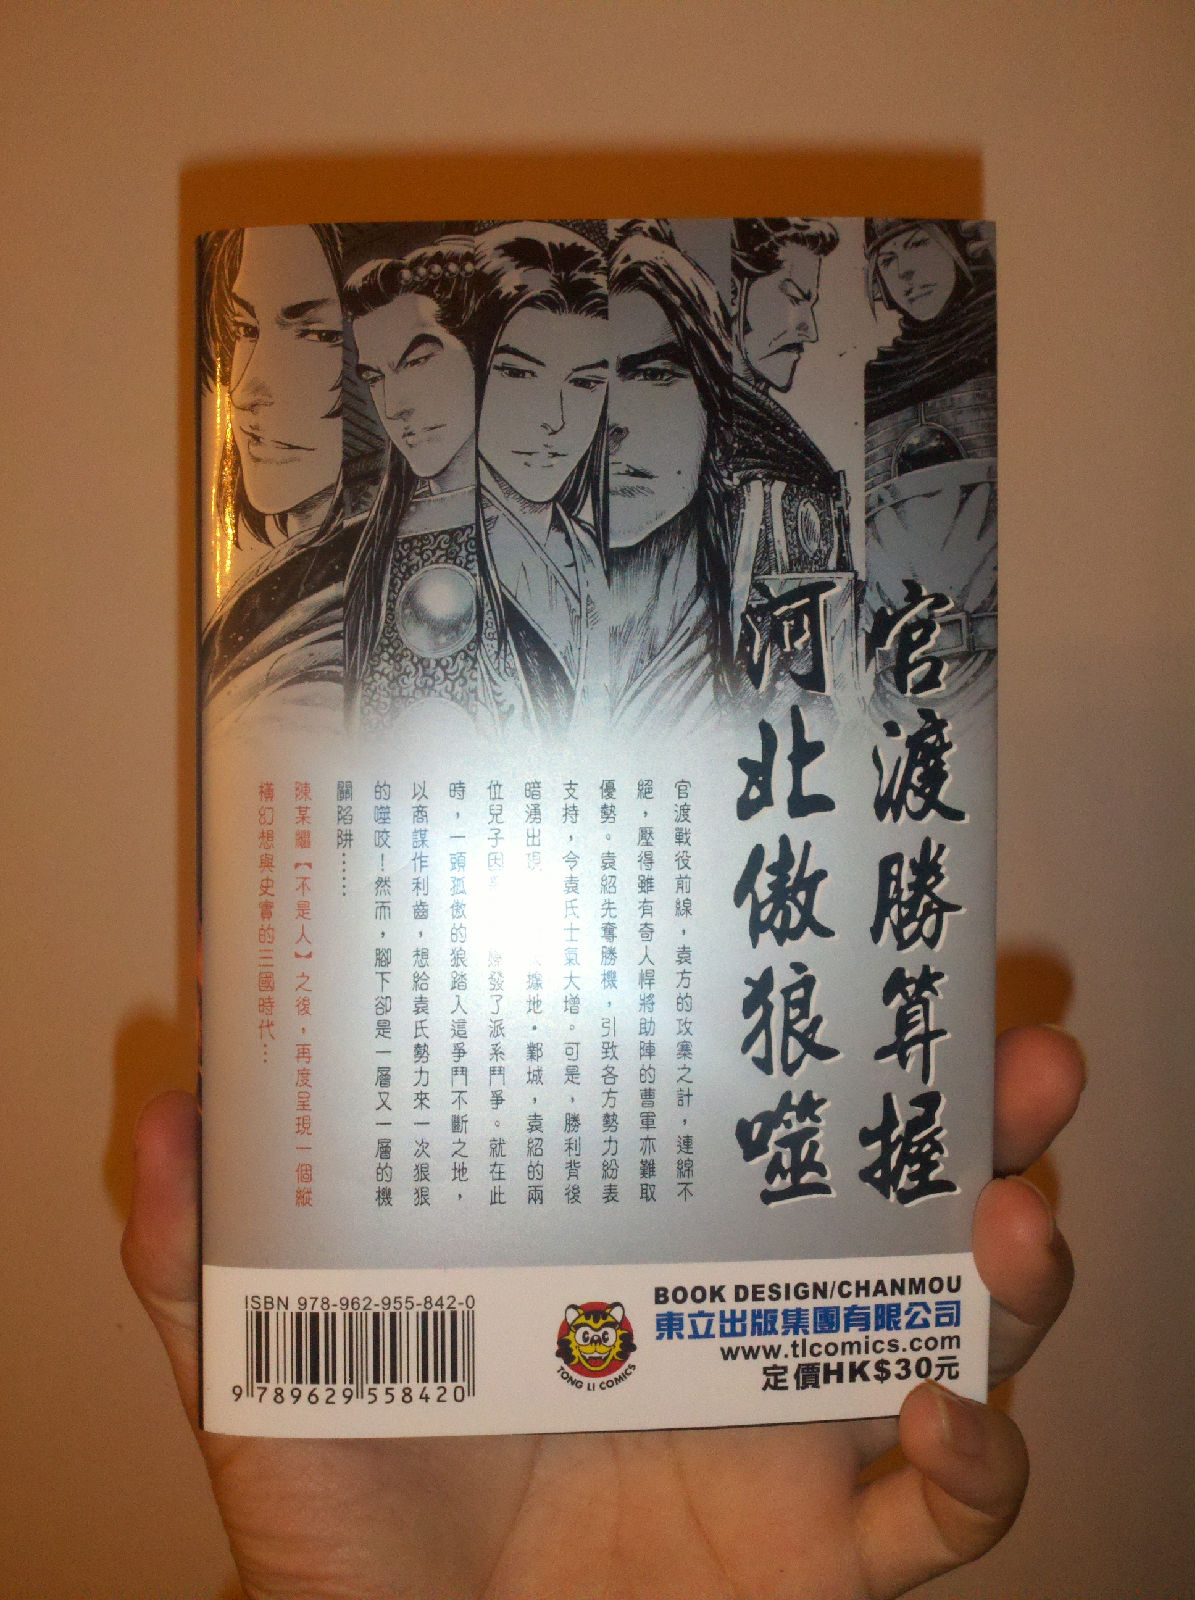 官渡勝算握
河北傲狼噬
官渡戰役前線，袁方的攻寨之計，連綿不
絕，壓得雖有奇人悍將助陣的曹軍亦難取
優勢。袁紹先奪勝機，引致各方勢力紛表
支持，令袁氏士氣大增。可是，勝利背後
暗湧出現 據地・鄴城，袁紹的兩
位兒子因 發了派系鬥爭。就在此
時，一頭孤傲的狼踏入這爭鬥不斷之地，
以商謀作利齒，想給袁氏勢力來一次狠狠
的噬咬！然而，腳下卻是一層又一層的機
關陷阱……
陳某繼【不是人】之後，再度呈現一個縱
橫幻想與史實的三國時代…
ISBN 978-962-955-842-0
9 789629 558420
TONG LI COMICS
BOOK DESIGN/CHANMOU
東立出版集團有限公司
www.tlcomics.com
定價HK$30元